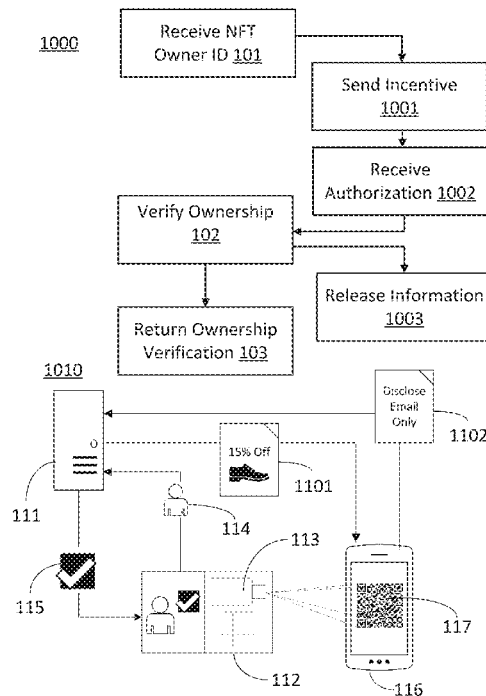 1000
Receive NFT
Owner ID 101
Send Incentive
1001
Receive
Authorization 1002
Verify Ownership
102
Release Information
1003
Return Ownership
Verification 103
1010
Disclose
Email
Only
1102
15% Off
1101
111
114
113
115
117
112
116